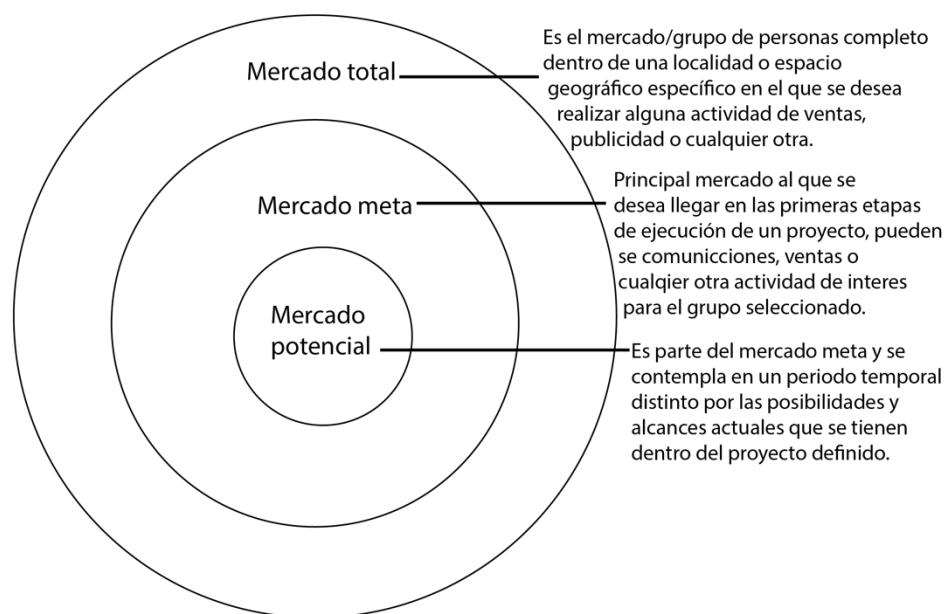 Mercado total
Es el mercado/grupo de personas completo
dentro de una localidad o espacio
geográfico específico en el que se desea
realizar alguna actividad de ventas,
publicidad o cualquier otra.
Mercado meta
Principal mercado al que se
desea llegar en las primeras etapas
de ejecución de un proyecto, pueden
se comunicciones, ventas o
cualqier otra actividad de interes
para el grupo seleccionado.
Mercado
potencial
Es parte del mercado meta y se
contempla en un periodo temporal
distinto por las posibilidades y
alcances actuales que se tienen
dentro del proyecto definido.